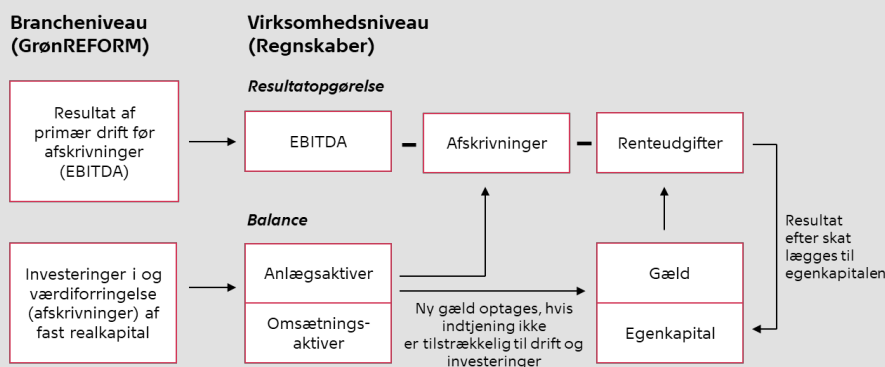 Brancheniveau
(GrønREFORM)
Virksomhedsniveau
(Regnskaber)
Resultatopgørelse
Resultat af
primær drift før
afskrivninger
(EBITDA)
EBITDA
-
Afskrivninger
-
Renteudgifter
Balance
Resultat
efter skat
lægges til
egenkapitalen
Investeringer i og
værdiforringelse
(afskrivninger) af
fast realkapital
Anlægsaktiver
Omsætnings-
aktiver
Ny gæld optages, hvis
indtjening ikke
er tilstrækkelig til drift og
investeringer
Gæld
Egenkapital